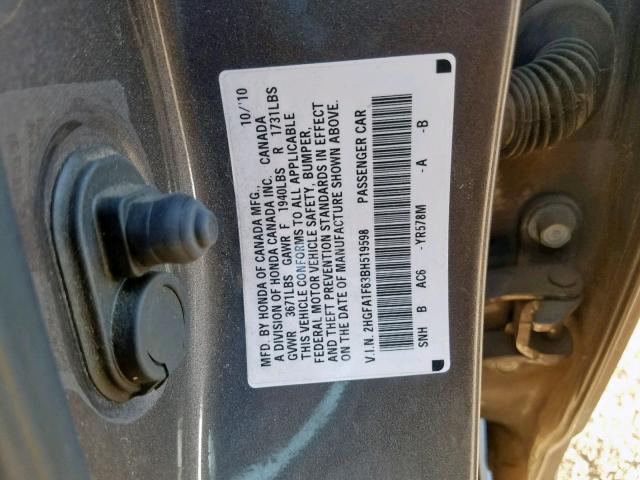 MFD. BY HONDA OF CANADA MFG., 10/'10
A DIVISION OF HONDA CANADA INC. CANADA
GVWR 3671LBS GAWR F 1940LBS R 1731LBS
THIS VEHICLE CONFORMS TO ALL APPLICABLE
FEDERAL MOTOR VEHICLE SAFETY, BUMPER,
AND THEFT PREVENTION STANDARDS IN EFFECT
ON THE DATE OF MANUFACTURE SHOWN ABOVE.
V.I.N. 2HGFA1F63BH519598 PASSENGER CAR
SNH B AC6 -YR578M -A -B